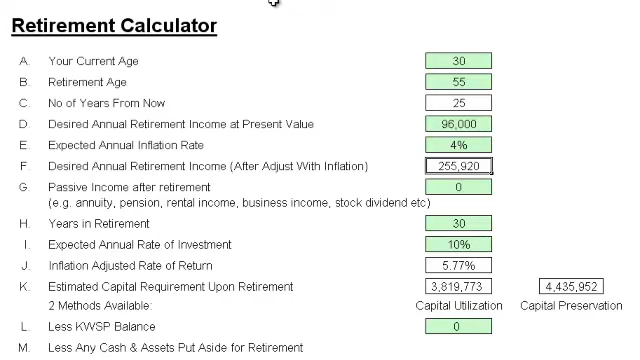 Retirement Calculator
A. Your Current Age 30
B. Retirement Age 55
C. No of Years From Now 25
D. Desired Annual Retirement Income at Present Value 96,000
E. Expected Annual Inflation Rate 4%
F. Desired Annual Retirement Income (After Adjust With Inflation) 255,920
G. Passive Income after retirement 0
(e.g. annuity, pension, rental income, business income, stock dividend etc)
H. Years in Retirement 30
I. Expected Annual Rate of Investment 10%
J. Inflation Adjusted Rate of Return 5.77%
K. Estimated Capital Requirement Upon Retirement 3,819,773 4,435,952
2 Methods Available: Capital Utilization Capital Preservation
L. Less KWSP Balance 0
M. Less Any Cash & Assets Put Aside for Retirement